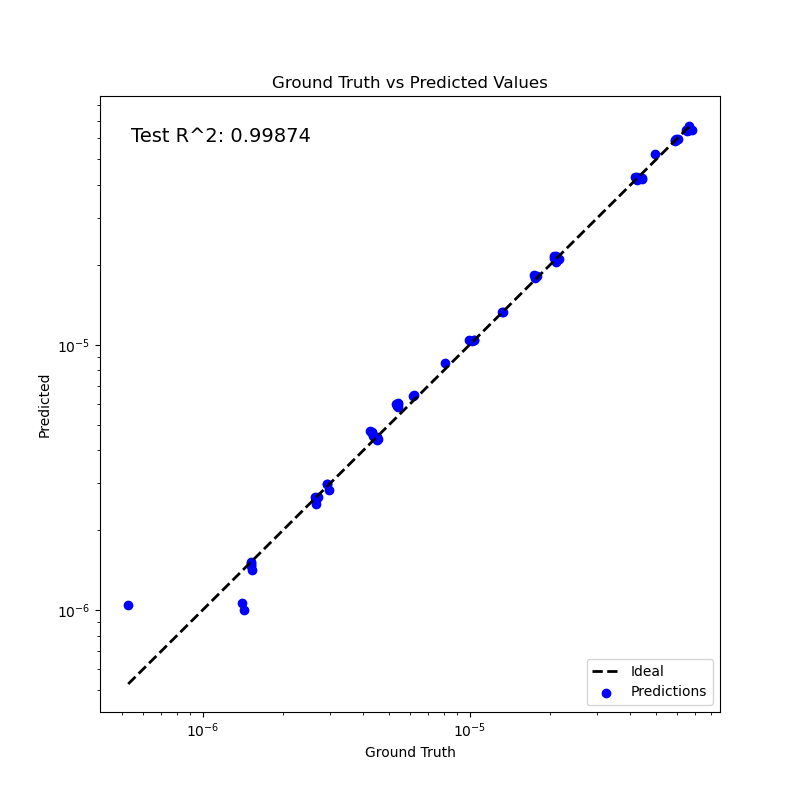 Ground Truth vs Predicted Values
Test R^2: 0.99874
Predicted
10⁻⁵
10⁻⁶
10⁻⁶
10⁻⁵
Ground Truth
Ideal
Predictions